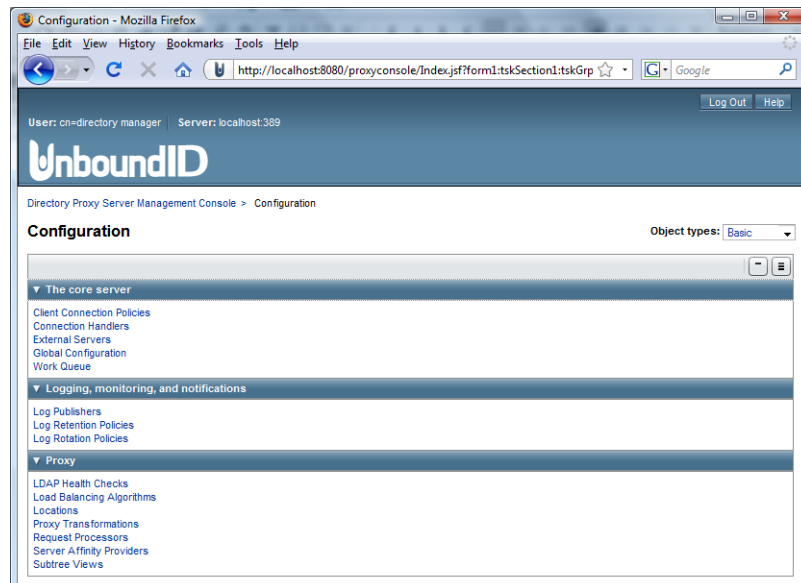 Configuration - Mozilla Firefox
File Edit View History Bookmarks Tools Help
http://localhost:8080/proxyconsole/Index.jsf?form1:tskSection1:tskGrp
G Google
Log Out Help
User: cn=directory manager Server: localhost:389
UnboundID
Directory Proxy Server Management Console > Configuration
Configuration
Object types: Basic
▼ The core server
Client Connection Policies
Connection Handlers
External Servers
Global Configuration
Work Queue
▼ Logging, monitoring, and notifications
Log Publishers
Log Retention Policies
Log Rotation Policies
▼ Proxy
LDAP Health Checks
Load Balancing Algorithms
Locations
Proxy Transformations
Request Processors
Server Affinity Providers
Subtree Views